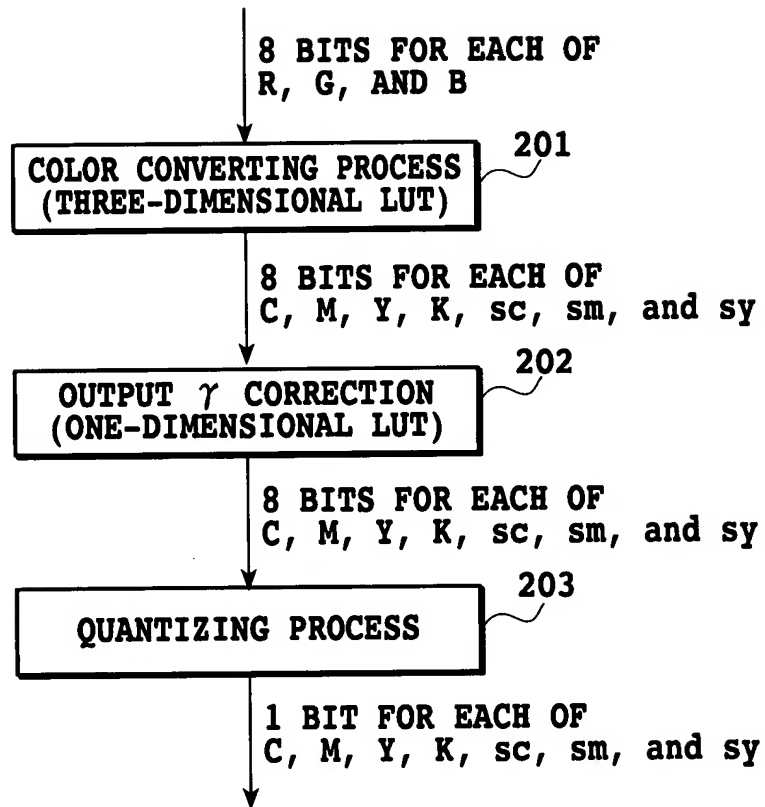 8 BITS FOR EACH OF
R, G, AND B
201
COLOR CONVERTING PROCESS
(THREE-DIMENSIONAL LUT)
8 BITS FOR EACH OF
C, M, Y, K, sc, sm, and sy
202
OUTPUT γ CORRECTION
(ONE-DIMENSIONAL LUT)
8 BITS FOR EACH OF
C, M, Y, K, sc, sm, and sy
203
QUANTIZING PROCESS
1 BIT FOR EACH OF
C, M, Y, K, sc, sm, and sy